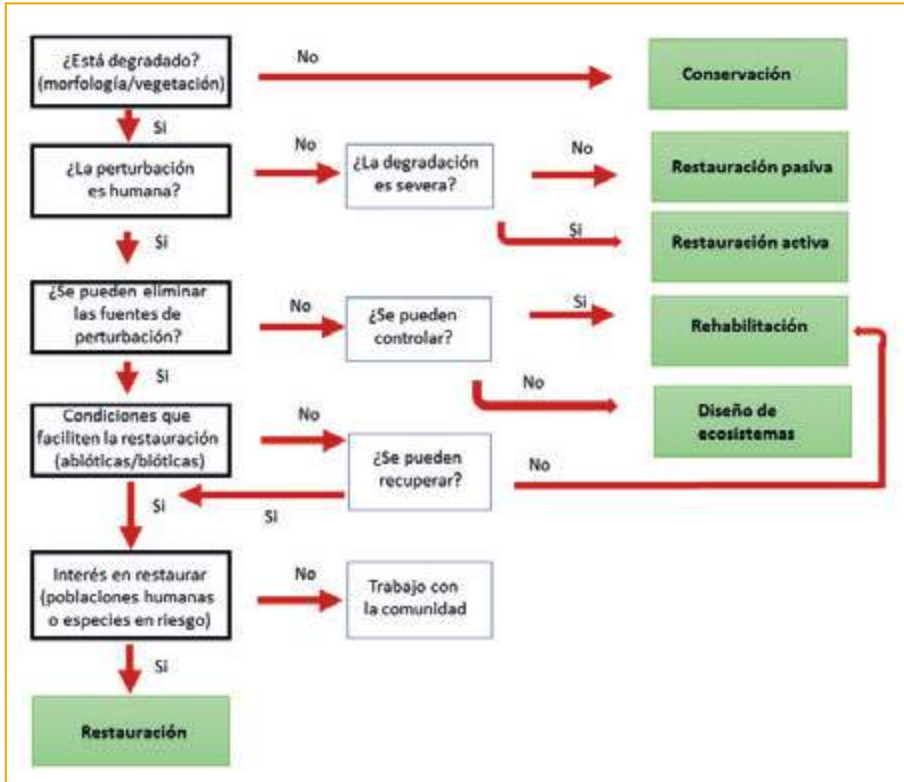 ¿Está degradado?
(morfología/vegetación)
No
Conservación
Si
¿La perturbación
es humana?
No
¿La degradación
es severa?
No
Restauración pasiva
Si
Restauración activa
Si
¿Se pueden eliminar
las fuentes de
perturbación?
No
¿Se pueden
controlar?
Si
Rehabilitación
Si
No
Diseño de
ecosistemas
Condiciones que
faciliten la restauración
(abióticas/bióticas)
No
¿Se pueden
recuperar?
No
Si
Si
Interés en restaurar
(poblaciones humanas
o especies en riesgo)
No
Trabajo con
la comunidad
Si
Restauración